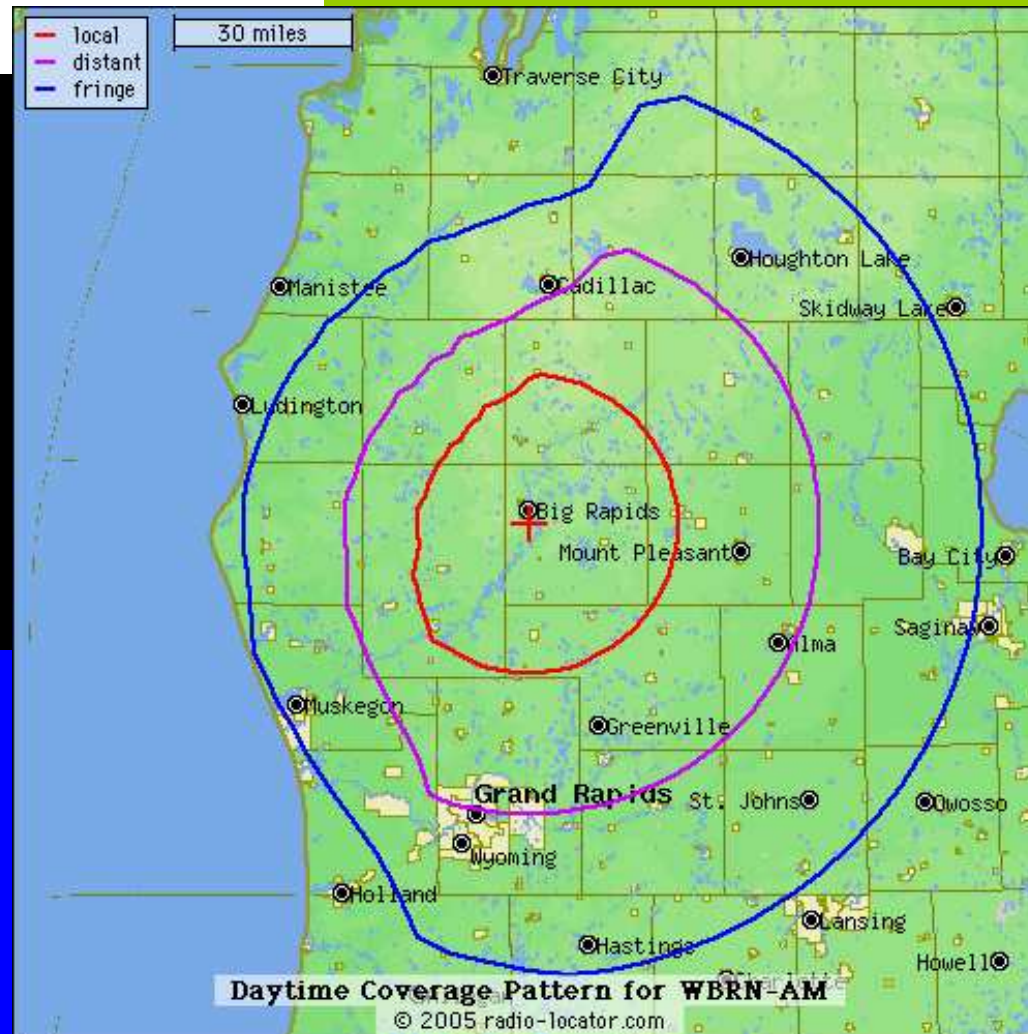 local
distant
fringe
30 miles
Traverse City
Manistee
Cadillac
Houghton Lake
Skidway Lake
Ludington
Big Rapids
Mount Pleasant
Bay City
Saginaw
Alma
Muskegon
Greenville
Grand Rapids
St. Johns
Owosso
Wyoming
Holland
Lansing
Hastings
Howell
Charlotte
Daytime Coverage Pattern for WBRN-AM
© 2005 radio-locator.com